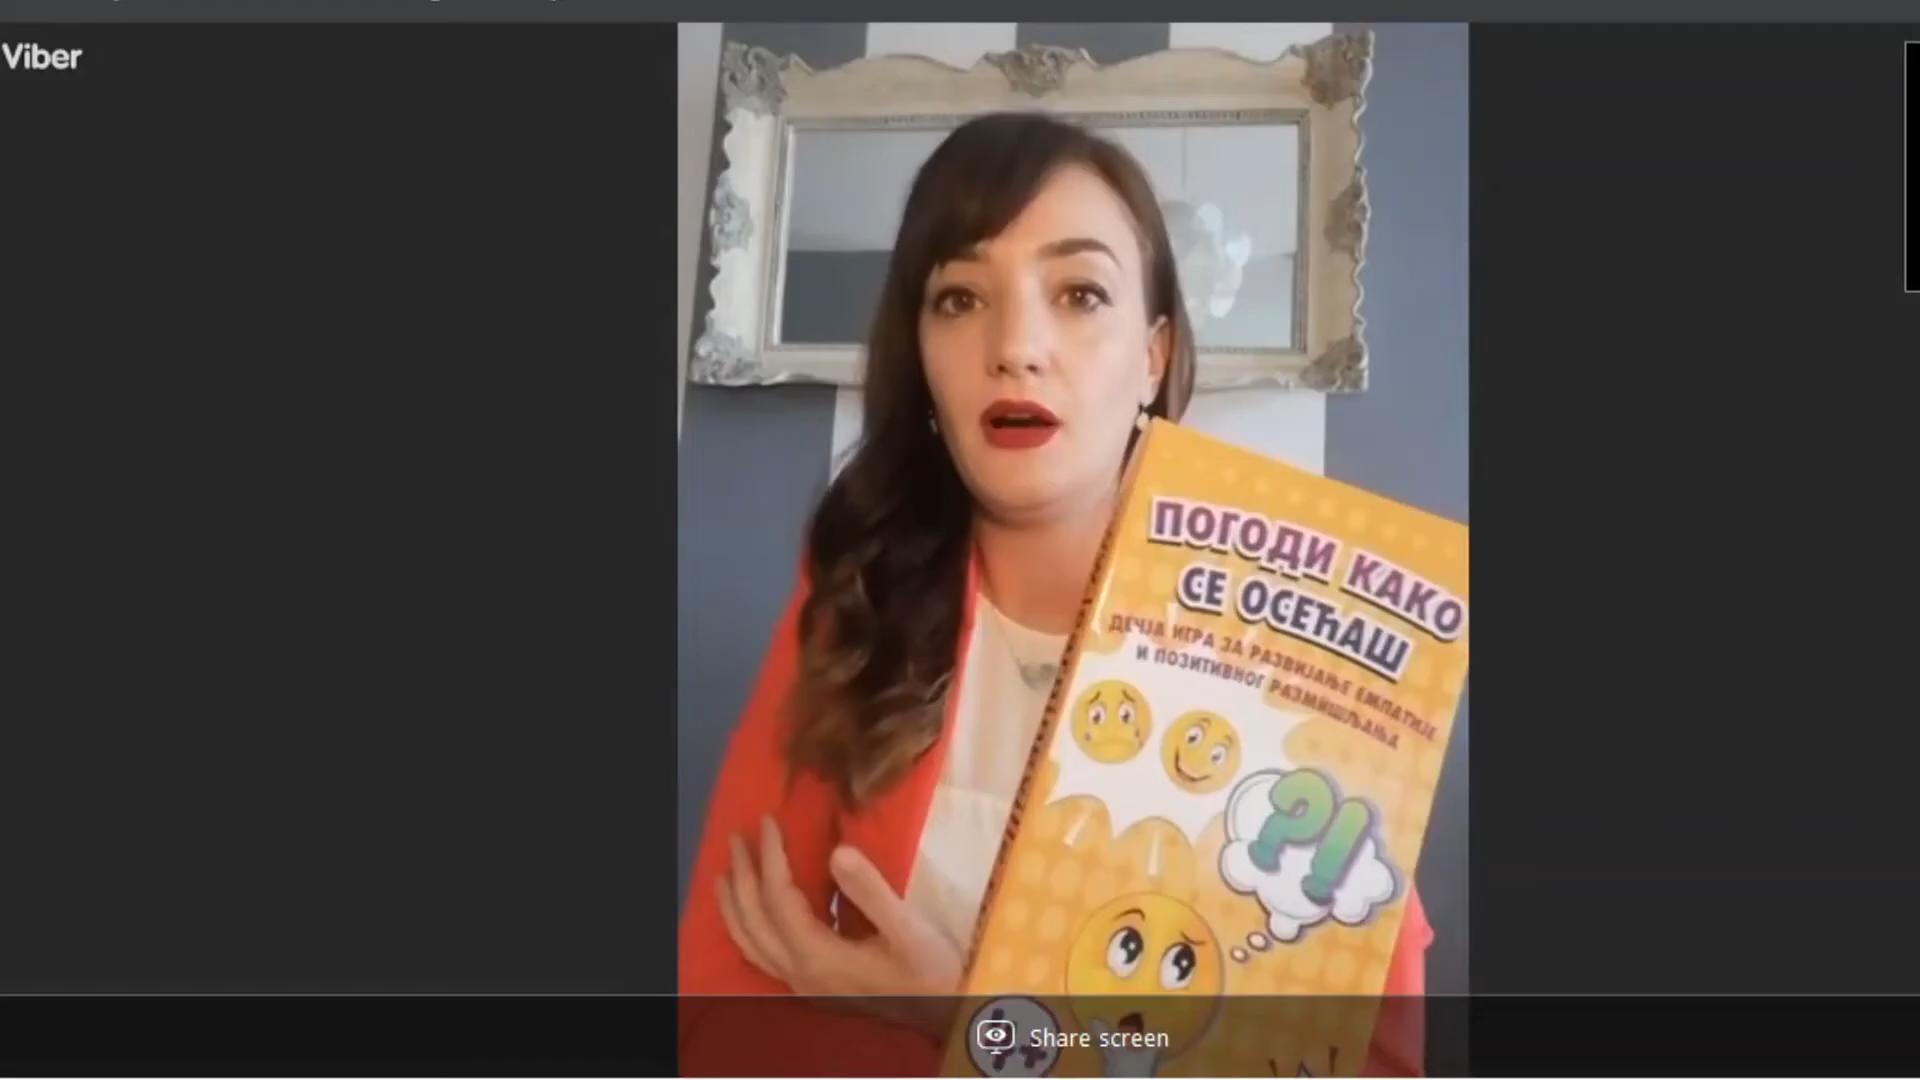 Viber
ПОГОДИ КАКО
СЕ ОСЕЋАШ
ДЕЧЈА ИГРА ЗА РАЗВИЈАЊЕ ЕМПАТИЈЕ
И ПОЗИТИВНОГ РАЗМИШЉАЊА
?!
Share screen